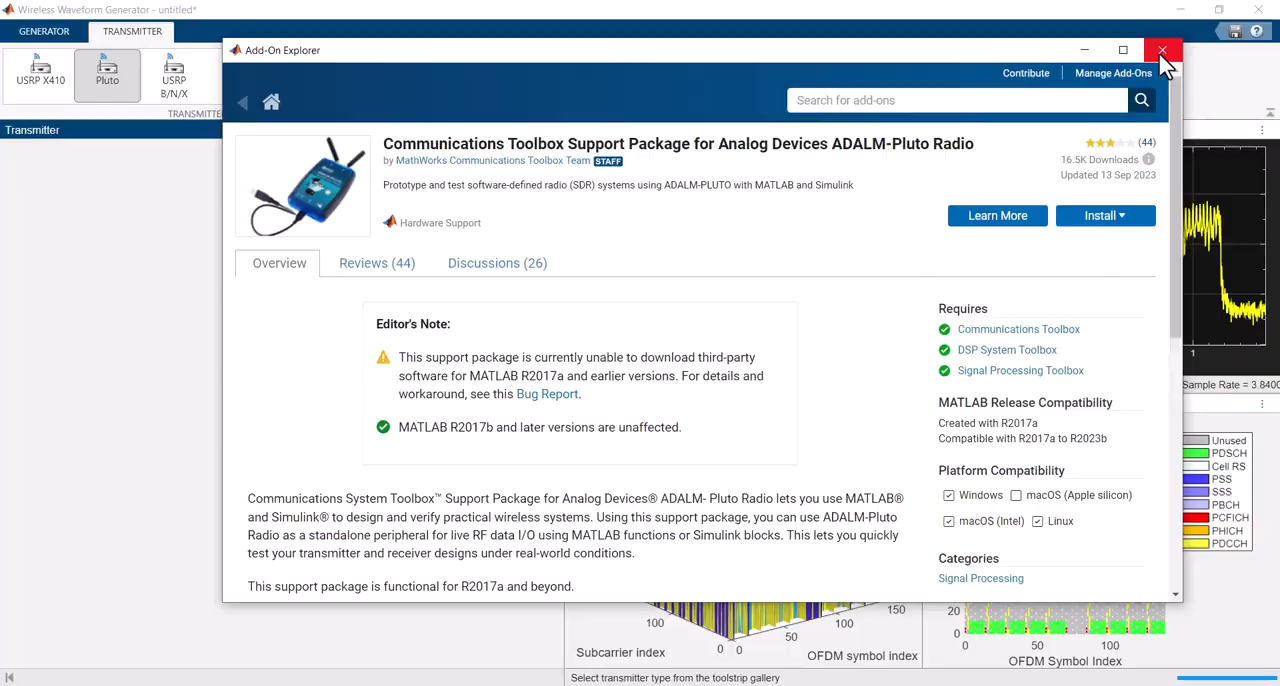 Wireless Waveform Generator - untitled*
GENERATOR
TRANSMITTER
USRP X410
Pluto
USRP
B/N/X
TRANSMITTE
Transmitter
Add-On Explorer
Contribute
Manage Add-Ons
Search for add-ons
Communications Toolbox Support Package for Analog Devices ADALM-Pluto Radio
by MathWorks Communications Toolbox Team STAFF
Prototype and test software-defined radio (SDR) systems using ADALM-PLUTO with MATLAB and Simulink
Hardware Support
(44)
16.5K Downloads
Updated 13 Sep 2023
Learn More
Install
Overview
Reviews (44)
Discussions (26)
Editor's Note:
This support package is currently unable to download third-party
software for MATLAB R2017a and earlier versions. For details and
workaround, see this Bug Report.
MATLAB R2017b and later versions are unaffected.
Communications System Toolbox™ Support Package for Analog Devices® ADALM- Pluto Radio lets you use MATLAB®
and Simulink® to design and verify practical wireless systems. Using this support package, you can use ADALM-Pluto
Radio as a standalone peripheral for live RF data I/O using MATLAB functions or Simulink blocks. This lets you quickly
test your transmitter and receiver designs under real-world conditions.
This support package is functional for R2017a and beyond.
Requires
Communications Toolbox
DSP System Toolbox
Signal Processing Toolbox
MATLAB Release Compatibility
Created with R2017a
Compatible with R2017a to R2023b
Platform Compatibility
Windows
macOS (Apple silicon)
macOS (Intel)
Linux
Categories
Signal Processing
1
Sample Rate = 3.8400
Unused
PDSCH
Cell RS
PSS
SSS
PBCH
PCFICH
PHICH
PDCCH
150
100
100
50
50
0
0
Subcarrier index
OFDM symbol index
20
0
0
50
100
OFDM Symbol Index
Select transmitter type from the toolstrip gallery